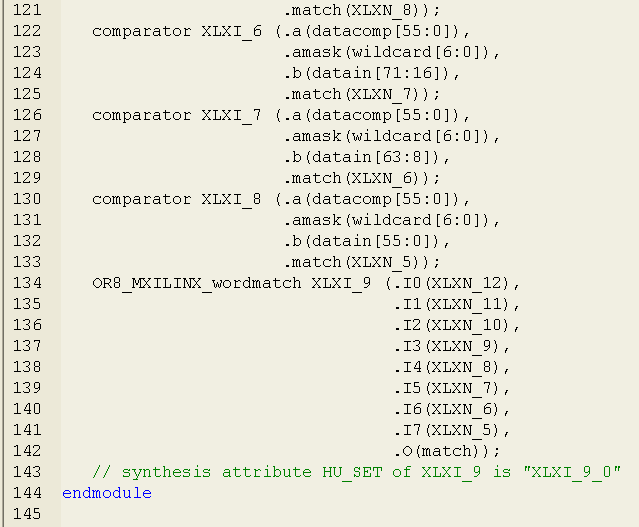 121 .match(XLXN_8));
122 comparator XLXI_6 (.a(datacomp[55:0]),
123 .amask(wildcard[6:0]),
124 .b(datain[71:16]),
125 .match(XLXN_7));
126 comparator XLXI_7 (.a(datacomp[55:0]),
127 .amask(wildcard[6:0]),
128 .b(datain[63:8]),
129 .match(XLXN_6));
130 comparator XLXI_8 (.a(datacomp[55:0]),
131 .amask(wildcard[6:0]),
132 .b(datain[55:0]),
133 .match(XLXN_5));
134 OR8_MXILINX_wordmatch XLXI_9 (.I0(XLXN_12),
135 .I1(XLXN_11),
136 .I2(XLXN_10),
137 .I3(XLXN_9),
138 .I4(XLXN_8),
139 .I5(XLXN_7),
140 .I6(XLXN_6),
141 .I7(XLXN_5),
142 .O(match));
143 // synthesis attribute HU_SET of XLXI_9 is "XLXI_9_0"
144 endmodule
145